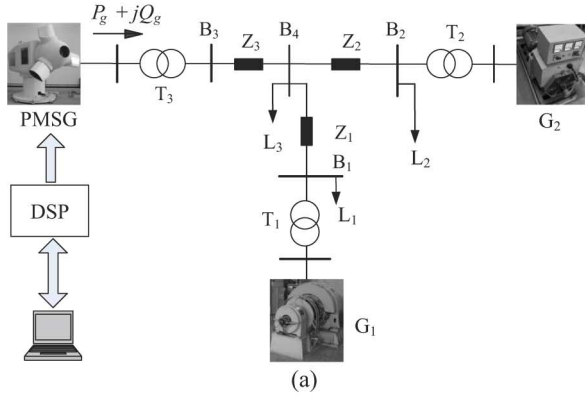 P_g + jQ_g
B_3
Z_3
B_4
Z_2
B_2
T_2
T_3
PMSG
L_3
Z_1
L_2
G_2
B_1
DSP
T_1
L_1
G_1
(a)